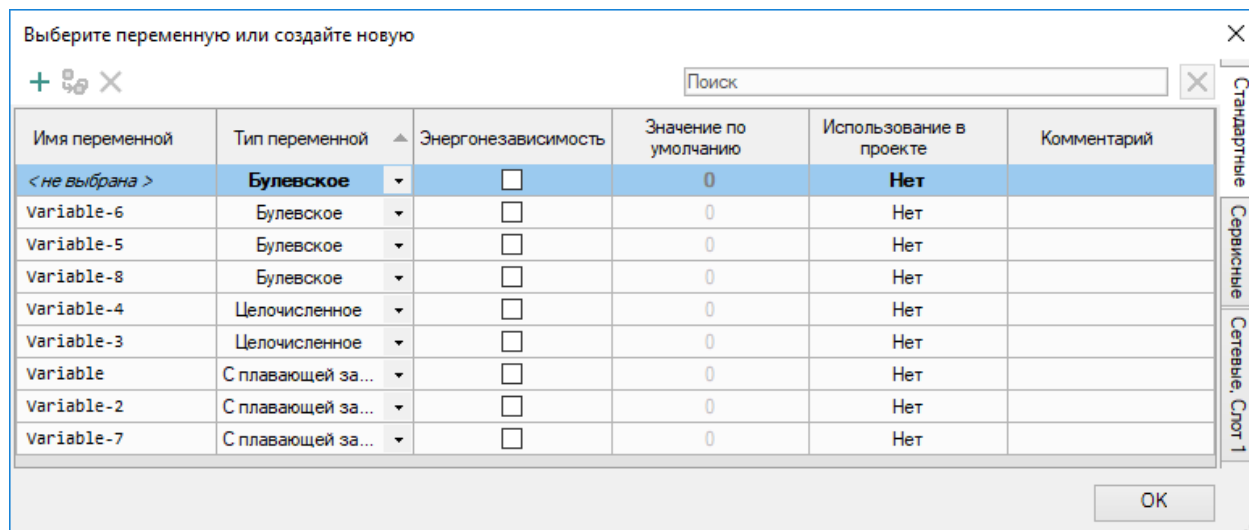 Выберите переменную или создайте новую
Поиск
Имя переменной Тип переменной Энергонезависимость Значение по умолчанию Использование в проекте Комментарий
<не выбрана> Булевское 0 Нет
Variable-6 Булевское 0 Нет
Variable-5 Булевское 0 Нет
Variable-8 Булевское 0 Нет
Variable-4 Целочисленное 0 Нет
Variable-3 Целочисленное 0 Нет
Variable С плавающей за... 0 Нет
Variable-2 С плавающей за... 0 Нет
Variable-7 С плавающей за... 0 Нет
Стандартные
Сервисные
Сетевые, Слот 1
OK